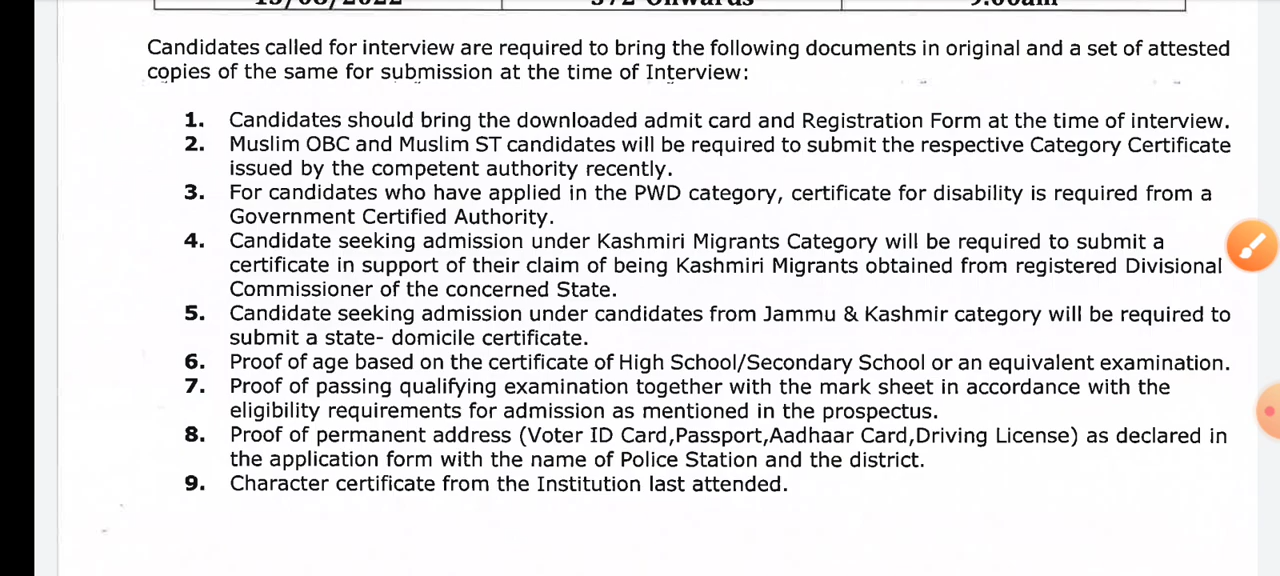 Candidates called for interview are required to bring the following documents in original and a set of attested
copies of the same for submission at the time of Interview:
1. Candidates should bring the downloaded admit card and Registration Form at the time of interview.
2. Muslim OBC and Muslim ST candidates will be required to submit the respective Category Certificate
issued by the competent authority recently.
3. For candidates who have applied in the PWD category, certificate for disability is required from a
Government Certified Authority.
4. Candidate seeking admission under Kashmiri Migrants Category will be required to submit a
certificate in support of their claim of being Kashmiri Migrants obtained from registered Divisional
Commissioner of the concerned State.
5. Candidate seeking admission under candidates from Jammu & Kashmir category will be required to
submit a state- domicile certificate.
6. Proof of age based on the certificate of High School/Secondary School or an equivalent examination.
7. Proof of passing qualifying examination together with the mark sheet in accordance with the
eligibility requirements for admission as mentioned in the prospectus.
8. Proof of permanent address (Voter ID Card,Passport,Aadhaar Card,Driving License) as declared in
the application form with the name of Police Station and the district.
9. Character certificate from the Institution last attended.